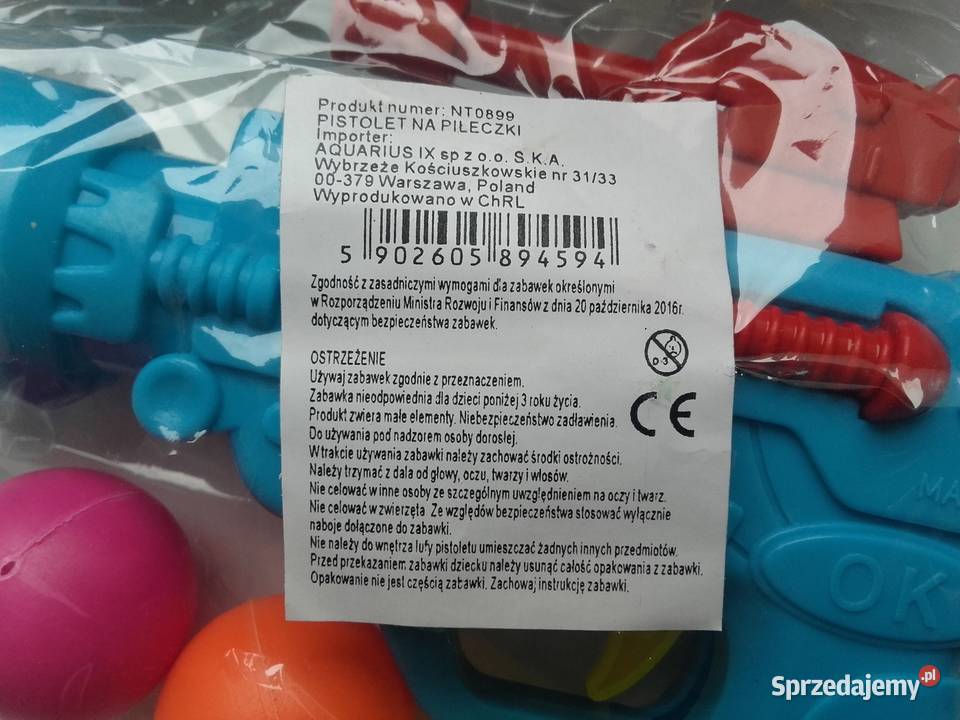 Produkt numer: NT0899
PISTOLET NA PIŁECZKI
Importer:
AQUARIUS IX sp z o.o. S.K.A.
Wybrzeże Kościuszkowskie nr 31/33
00-379 Warszawa, Poland
Wyprodukowano w ChRL
5 902605 894594
Zgodność z zasadniczymi wymogami dla zabawek określonymi
w Rozporządzeniu Ministra Rozwoju i Finansów z dnia 20 października 2016r.
dotyczącym bezpieczeństwa zabawek.
0-3
OSTRZEŻENIE
Używaj zabawek zgodnie z przeznaczeniem.
Zabawka nieodpowiednia dla dzieci poniżej 3 roku życia.
Produkt zwiera małe elementy. Niebezpieczeństwo zadławienia.
CE
Do używania pod nadzorem osoby dorosłej.
W trakcie używania zabawki należy zachować środki ostrożności.
Należy trzymać z dala od głowy, oczu, twarzy i włosów.
Nie celować w inne osoby ze szczególnym uwzględnieniem na oczy i twarz.
Nie celować w zwierzęta. Ze względów bezpieczeństwa stosować wyłącznie
naboje dołączone do zabawki.
Nie należy do wnętrza lufy pistoletu umieszczać żadnych innych przedmiotów.
Przed przekazaniem zabawki dziecku należy usunąć całość opakowania z zabawki.
Opakowanie nie jest częścią zabawki. Zachowaj instrukcję zabawki.
MA
OK
Sprzedajemy.pl